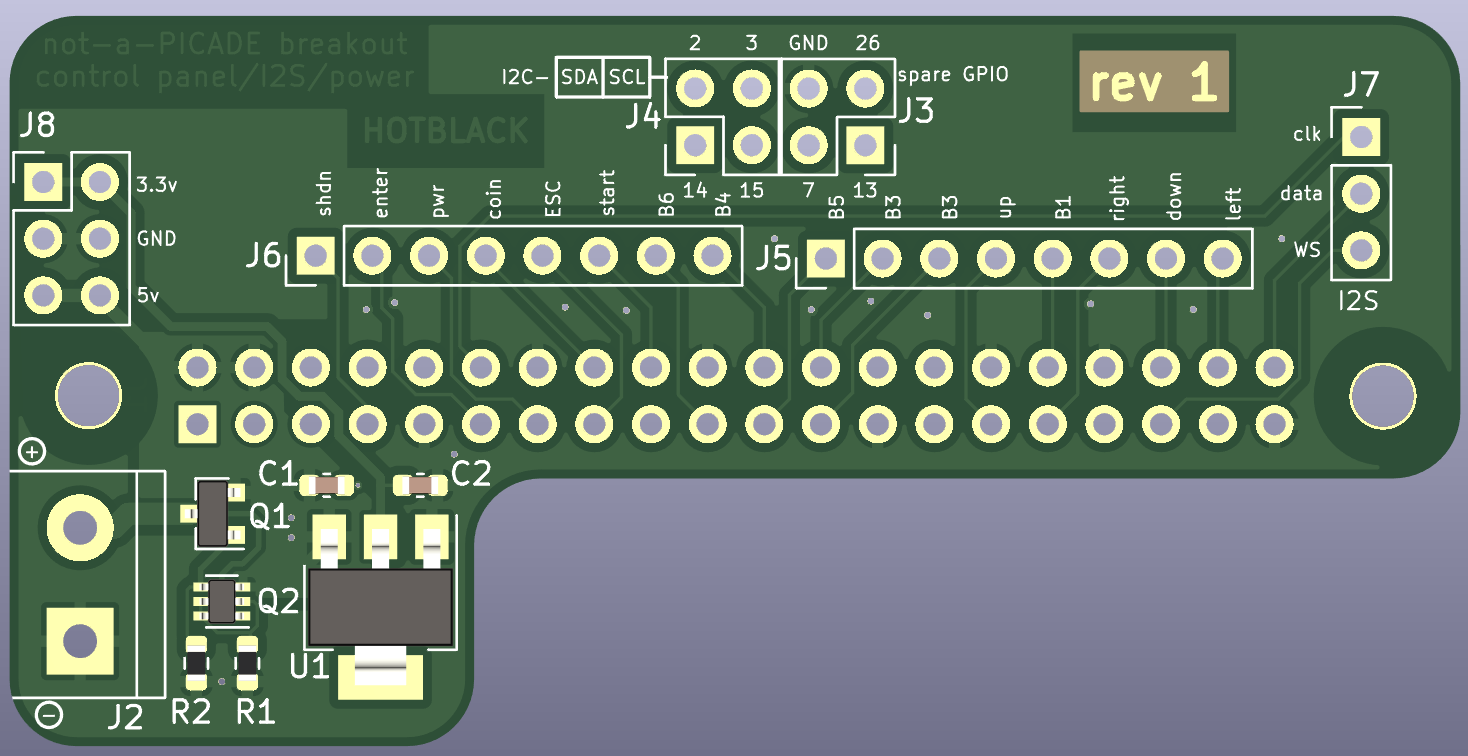 not-a-PICADE breakout
control panel/I2S/power
HOTBLACK
2 3 GND 26
I2C- SDA SCL
spare GPIO
J4
J3
14 15 7 13
rev 1
J7
clk
data
WS
I2S
J8
3.3v
GND
5v
shdn
enter
pwr
coin
ESC
start
B6
B4
J6
B5
B3
B3
up
B1
right
down
left
J5
+
C1
C2
Q1
Q2
U1
R2
R1
J2
−